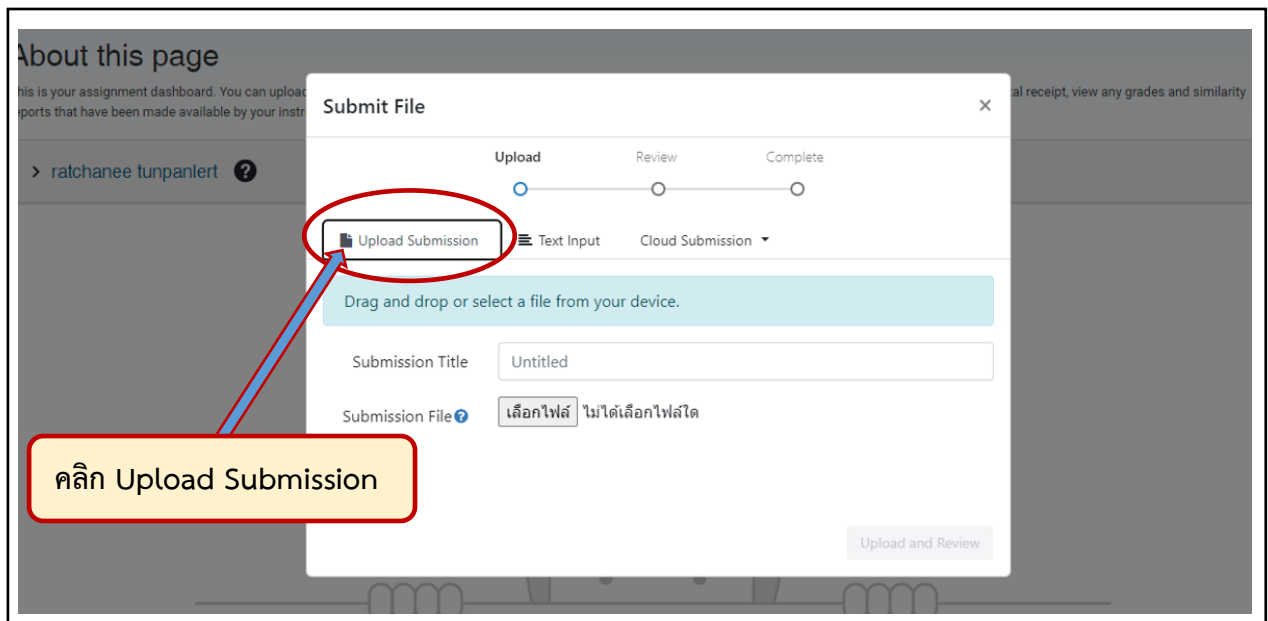 About this page
his is your assignment dashboard. You can upload
tal receipt, view any grades and similarity
eports that have been made available by your instr
ratchanee tunpanlert ?
Submit File ×
Upload Review Complete
Upload Submission Text Input Cloud Submission
Drag and drop or select a file from your device.
Submission Title Untitled
Submission File ? เลือกไฟล์ ไม่ได้เลือกไฟล์ใด
คลิก Upload Submission
Upload and Review